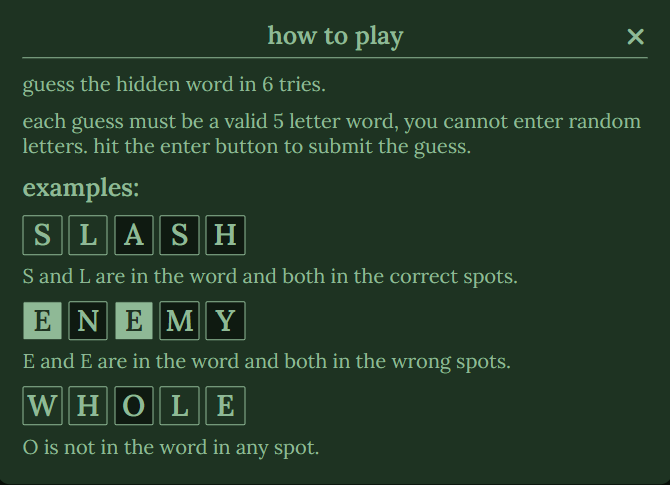 how to play
guess the hidden word in 6 tries.
each guess must be a valid 5 letter word, you cannot enter random
letters. hit the enter button to submit the guess.
examples:
S L A S H
S and L are in the word and both in the correct spots.
E N E M Y
E and E are in the word and both in the wrong spots.
W H O L E
O is not in the word in any spot.